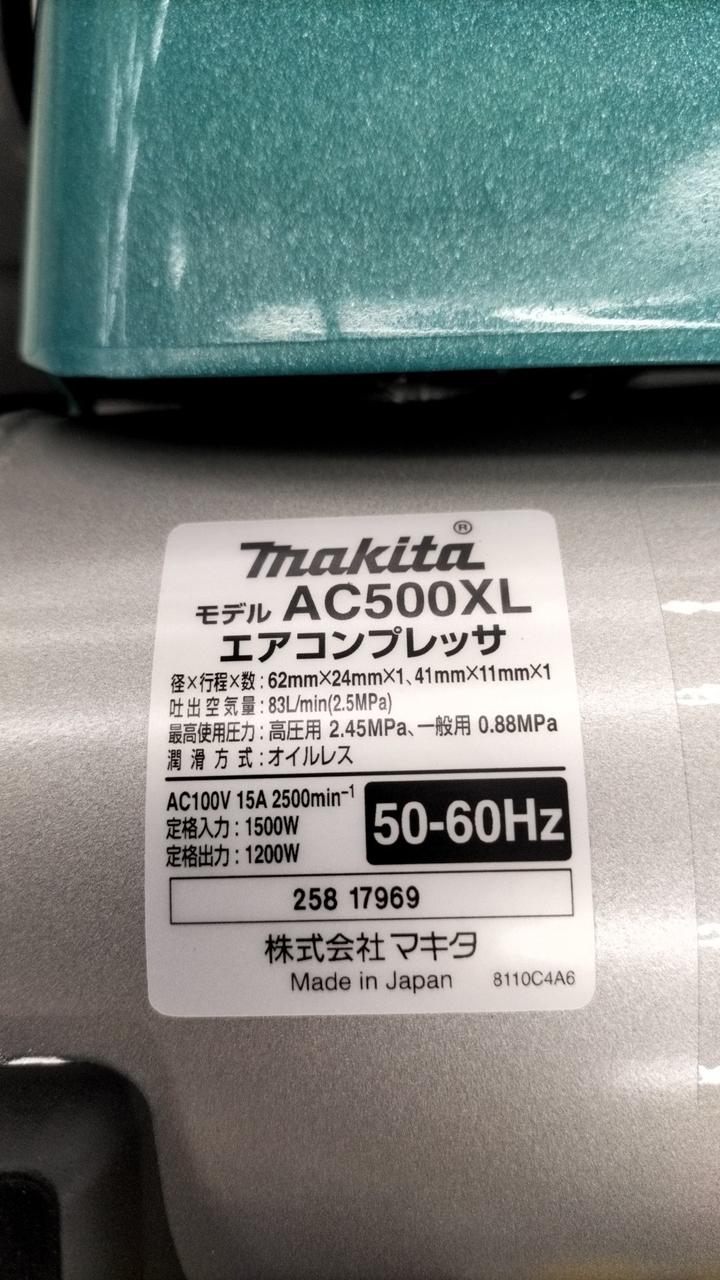 makita®
モデル AC500XL
エアコンプレッサ
径×行程×数:62mm×24mm×1、41mm×11mm×1
吐出空気量:83L/min(2.5MPa)
最高使用圧力:高圧用 2.45MPa、一般用 0.88MPa
潤滑方式:オイルレス
AC100V 15A 2500min⁻¹
定格入力:1500W
定格出力:1200W
50-60Hz
258 17969
株式会社マキタ
Made in Japan 8110C4A6